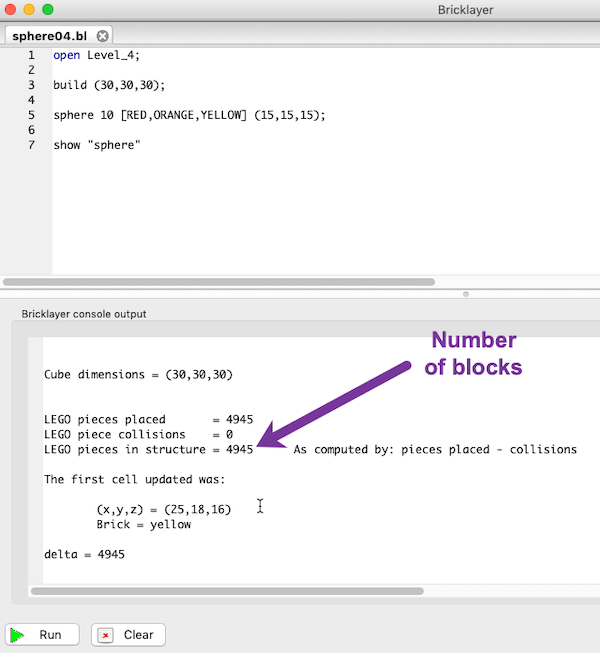 Bricklayer
sphere04.bl
1 open Level_4;
2
3 build (30,30,30);
4
5 sphere 10 [RED,ORANGE,YELLOW] (15,15,15);
6
7 show "sphere"
Bricklayer console output
Number
of blocks
Cube dimensions = (30,30,30)
LEGO pieces placed = 4945
LEGO piece collisions = 0
LEGO pieces in structure = 4945 As computed by: pieces placed - collisions
The first cell updated was:
(x,y,z) = (25,18,16)
Brick = yellow
delta = 4945
Run Clear